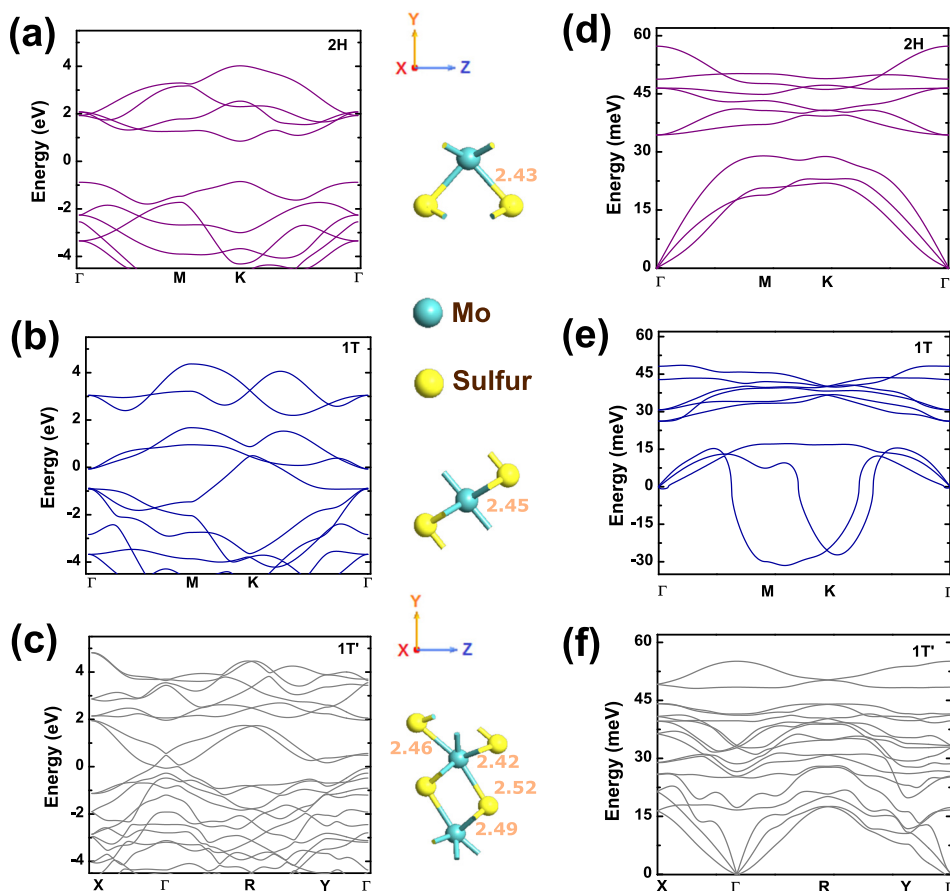 (a)
2H
Energy (eV)
4
2
0
-2
-4
Γ
M
K
Γ
Y
X
Z
2.43
(d)
2H
Energy (meV)
60
45
30
15
0
Γ
M
K
Γ
Mo
Sulfur
(b)
1T
Energy (eV)
4
2
0
-2
-4
Γ
M
K
Γ
2.45
(e)
1T
Energy (meV)
60
45
30
15
0
-15
-30
Γ
M
K
Γ
(c)
1T'
Energy (eV)
4
2
0
-2
-4
X
Γ
R
Y
Γ
Y
X
Z
2.46
2.42
2.52
2.49
(f)
1T'
Energy (meV)
60
45
30
15
0
X
Γ
R
Y
Γ